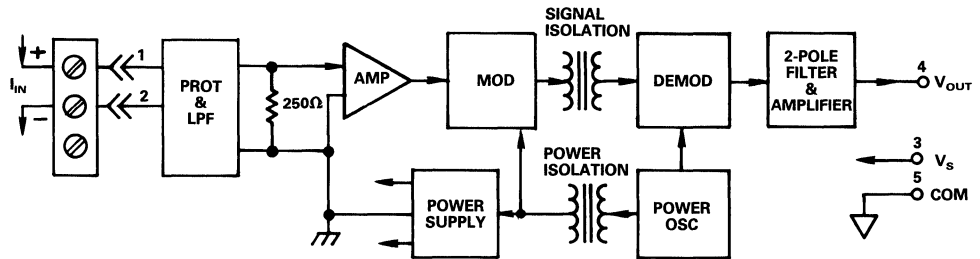 SIGNAL
ISOLATION
+
1
I_IN
2
−
PROT
&
LPF
250Ω
AMP
MOD
DEMOD
2-POLE
FILTER
&
AMPLIFIER
4
V_OUT
3
V_S
5
COM
POWER
ISOLATION
POWER
SUPPLY
POWER
OSC